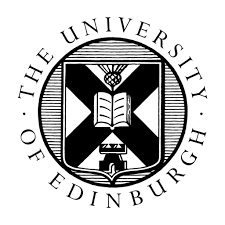 · THE UNIVERSITY ·
OF EDINBURGH